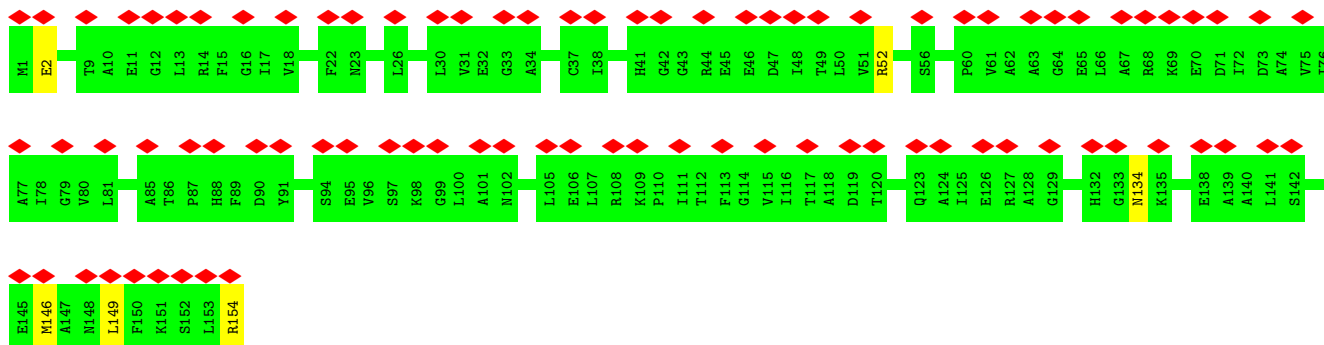 M1 E2 T9 A10 E11 G12 L13 R14 F15 G16 I17 V18 F22 N23 L26 L30 V31 E32 G33 A34 C37 I38 H41 G42 G43 R44 E45 E46 D47 I48 T49 L50 V51 R52 S56 P60 V61 A62 A63 G64 E65 L66 A67 R68 K69 E70 D71 I72 D73 A74 V75 I76
A77 I78 G79 V80 L81 A85 T86 P87 H88 F89 D90 Y91 S94 E95 V96 S97 K98 G99 L100 A101 N102 L105 E106 L107 R108 K109 P110 I111 T112 F113 G114 V115 I116 T117 A118 D119 T120 Q123 A124 I125 E126 R127 A128 G129 H132 G133 N134 K135 E138 A139 A140 L141 S142
E145 M146 A147 N148 L149 F150 K151 S152 L153 R154